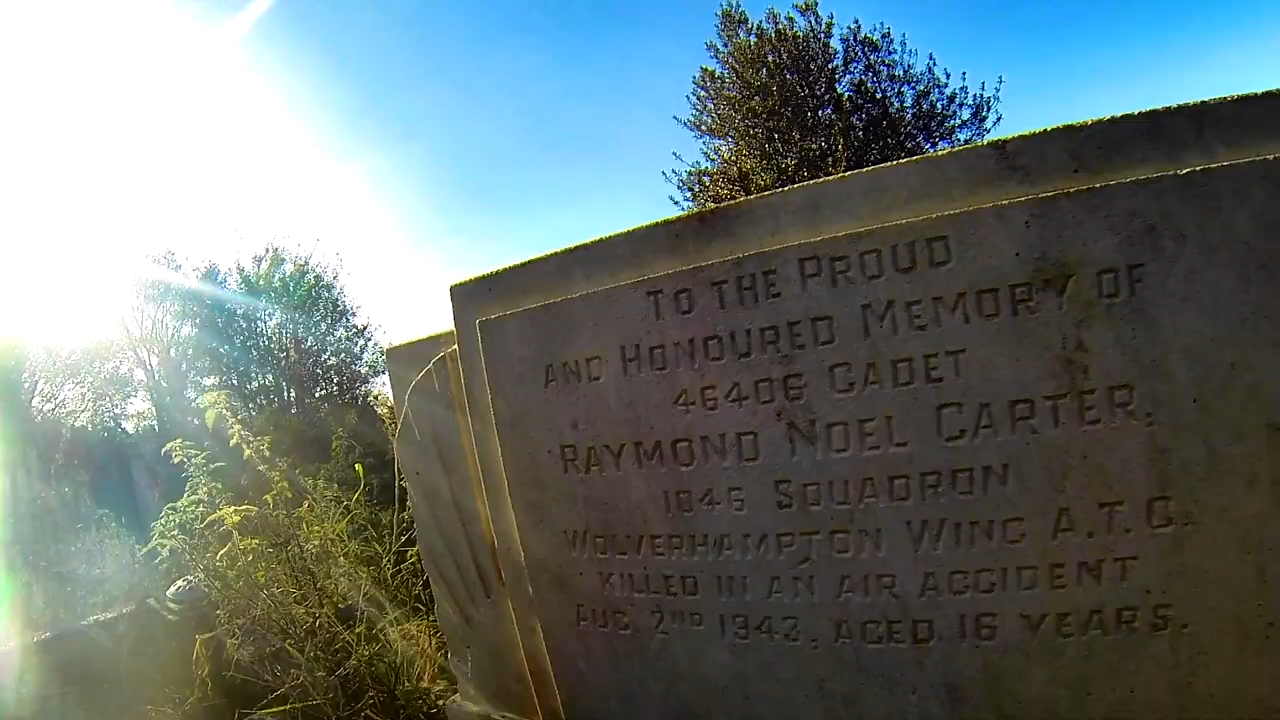 TO THE PROUD
AND HONOURED MEMORY OF
46406 CADET
RAYMOND NOEL CARTER,
1046 SQUADRON
WOLVERHAMPTON WING A.T.C.
KILLED IN AN AIR ACCIDENT
AUG. 2ND 1943, AGED 16 YEARS.